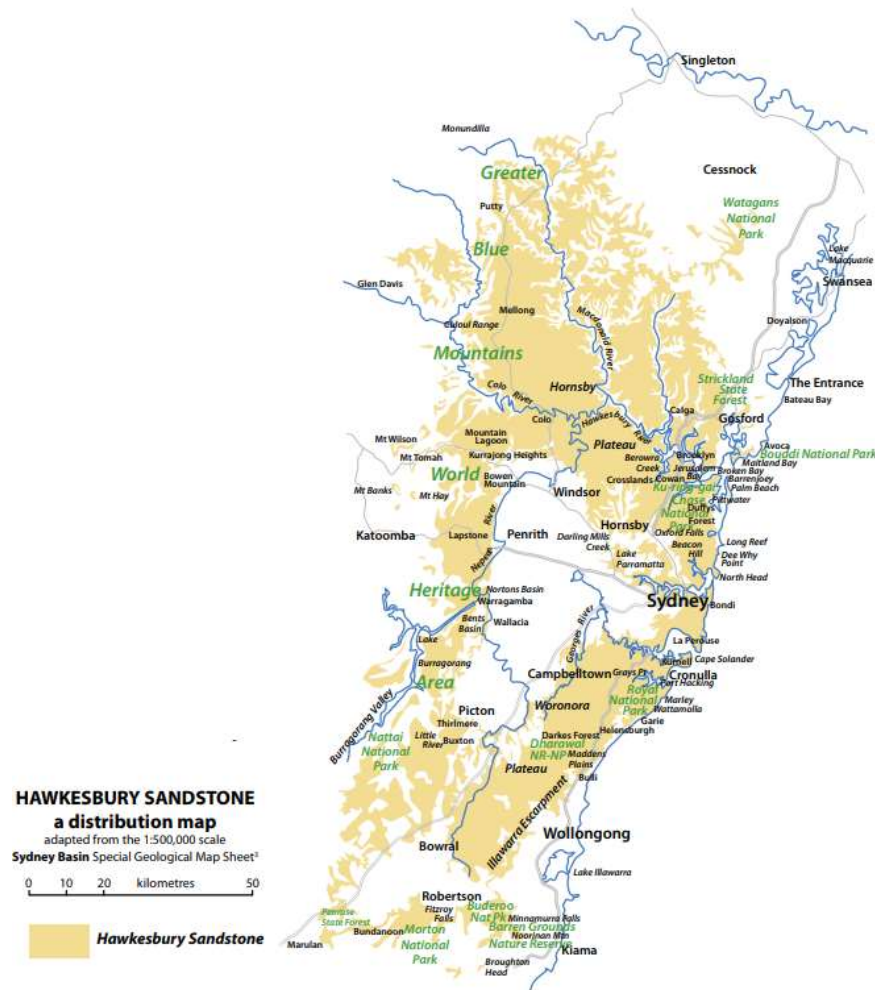 Singleton
Monundilla
Cessnock
Greater
Putty
Watagans
National
Park
Blue
Lake
Macquarie
Glen Davis
Swansea
Mellong
Culoul Range
Macdonald River
Doyalson
Mountains
Strickland
State
Forest
The Entrance
Colo River
Hornsby
Bateau Bay
Calga
Gosford
Colo
Hawkesbury River
Mt Wilson
Mountain
Lagoon
Plateau
Avoca
Bouddi National Park
Mt Tomah
Kurrajong Heights
Berowra
Creek
Brooklyn
Maitland Bay
Jerusalem
Bay
Broken Bay
World
Bowen
Mountain
Crosslands
Cowan
Barrenjoey
Mt Banks
Mt Hay
Windsor
Ku-ring-gai
Chase
National
Park
Palm Beach
Pittwater
Duffys
Forest
Hornsby
Katoomba
Lapstone
River
Nepean
Penrith
Darling Mills
Creek
Oxford Falls
Long Reef
Lake
Parramatta
Beacon
Hill
Dee Why
Point
North Head
Heritage
Nortons Basin
Warragamba
Sydney
Bondi
Bents
Basin
Wallacia
Georges River
Lake
Burragorang
La Perouse
Kurnell
Cape Solander
Campbelltown
Grays Pt
Cronulla
Area
Port Hacking
Burragorang Valley
Royal
National
Park
Marley
Wattamolla
Picton
Woronora
Garie
Thirlmere
Helensburgh
Nattai
National
Park
Little
River
Buxton
Darkes Forest
Dharawal
NR-NP
Maddens
Plains
Plateau
Bulli
HAWKESBURY SANDSTONE
a distribution map
adapted from the 1:500,000 scale
Sydney Basin Special Geological Map Sheet³
0 10 20 kilometres 50
Hawkesbury Sandstone
Illawarra Escarpment
Wollongong
Bowral
Lake Illawarra
Robertson
Fitzroy
Falls
Buderoo
Nat Pk
Penrose
State Forest
Minnamurra Falls
Bundanoon
Morton
National
Park
Barren Grounds
Nature Reserve
Noorinan Mtn
Marulan
Kiama
Broughton
Head